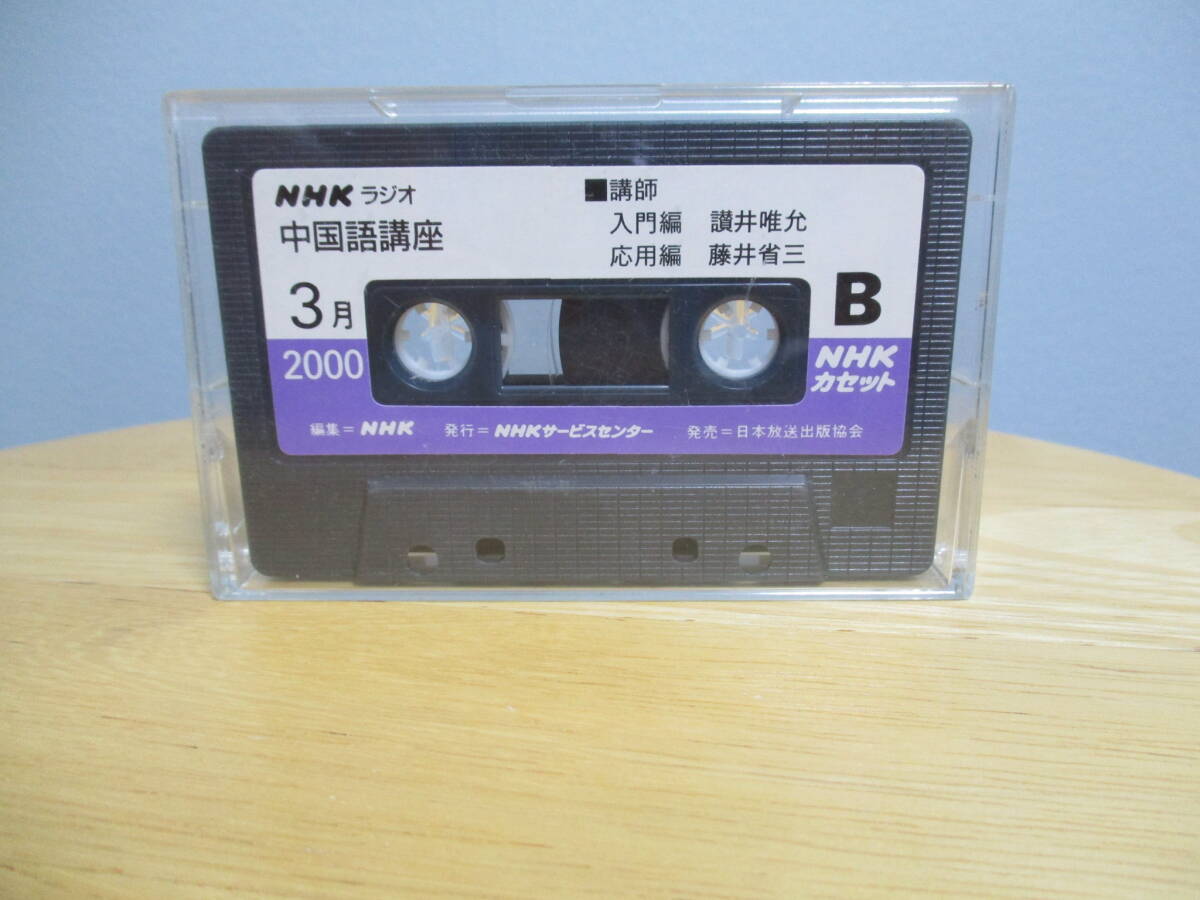 NHK ラジオ
中国語講座
3月
2000
■講師
入門編 讃井唯允
応用編 藤井省三
B
NHK
カセット
編集=NHK 発行=NHKサービスセンター 発売=日本放送出版協会